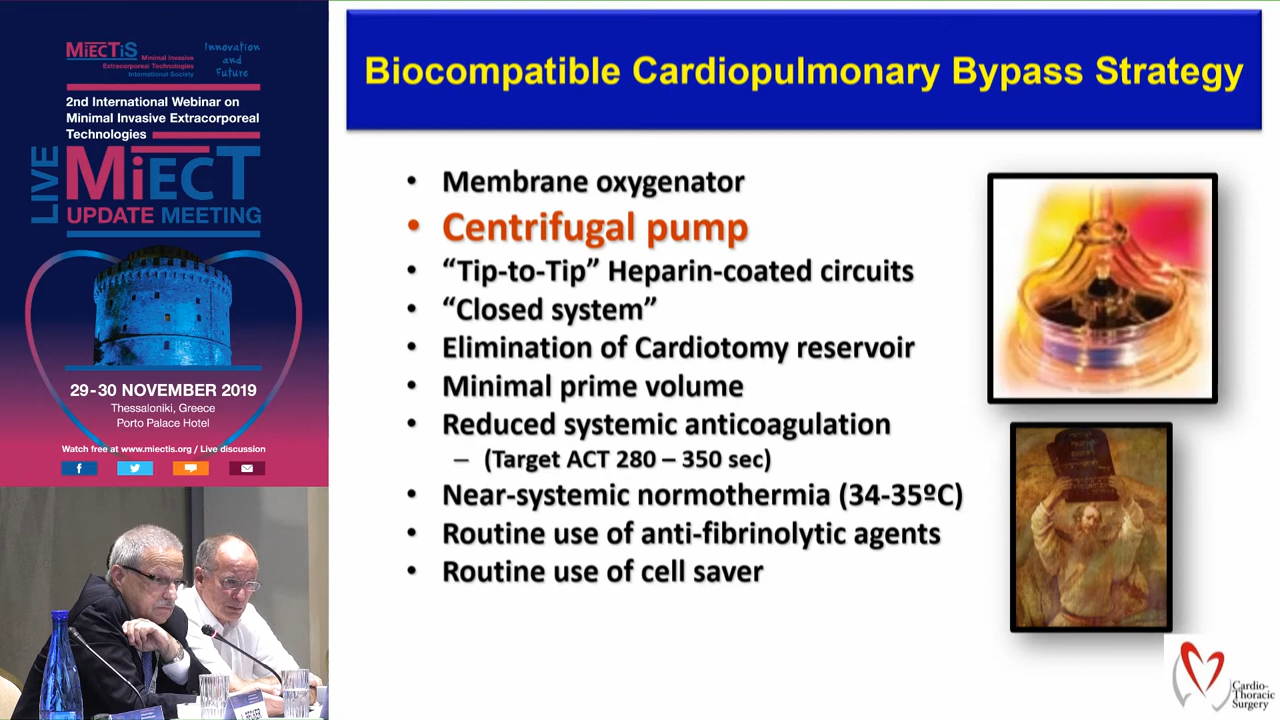 MiECTiS
Minimal Invasive
Extracorporeal Technologies
International Society
Innovation
and
Future
2nd International Webinar on
Minimal Invasive Extracorporeal
Technologies
LIVE
MiECT
UPDATE MEETING
29-30 NOVEMBER 2019
Thessaloniki, Greece
Porto Palace Hotel
Watch free at www.miectis.org / Live discussion
Biocompatible Cardiopulmonary Bypass Strategy
• Membrane oxygenator
• Centrifugal pump
• “Tip-to-Tip” Heparin-coated circuits
• “Closed system”
• Elimination of Cardiotomy reservoir
• Minimal prime volume
• Reduced systemic anticoagulation
– (Target ACT 280 – 350 sec)
• Near-systemic normothermia (34-35ºC)
• Routine use of anti-fibrinolytic agents
• Routine use of cell saver
Cardio-
Thoracic
Surgery